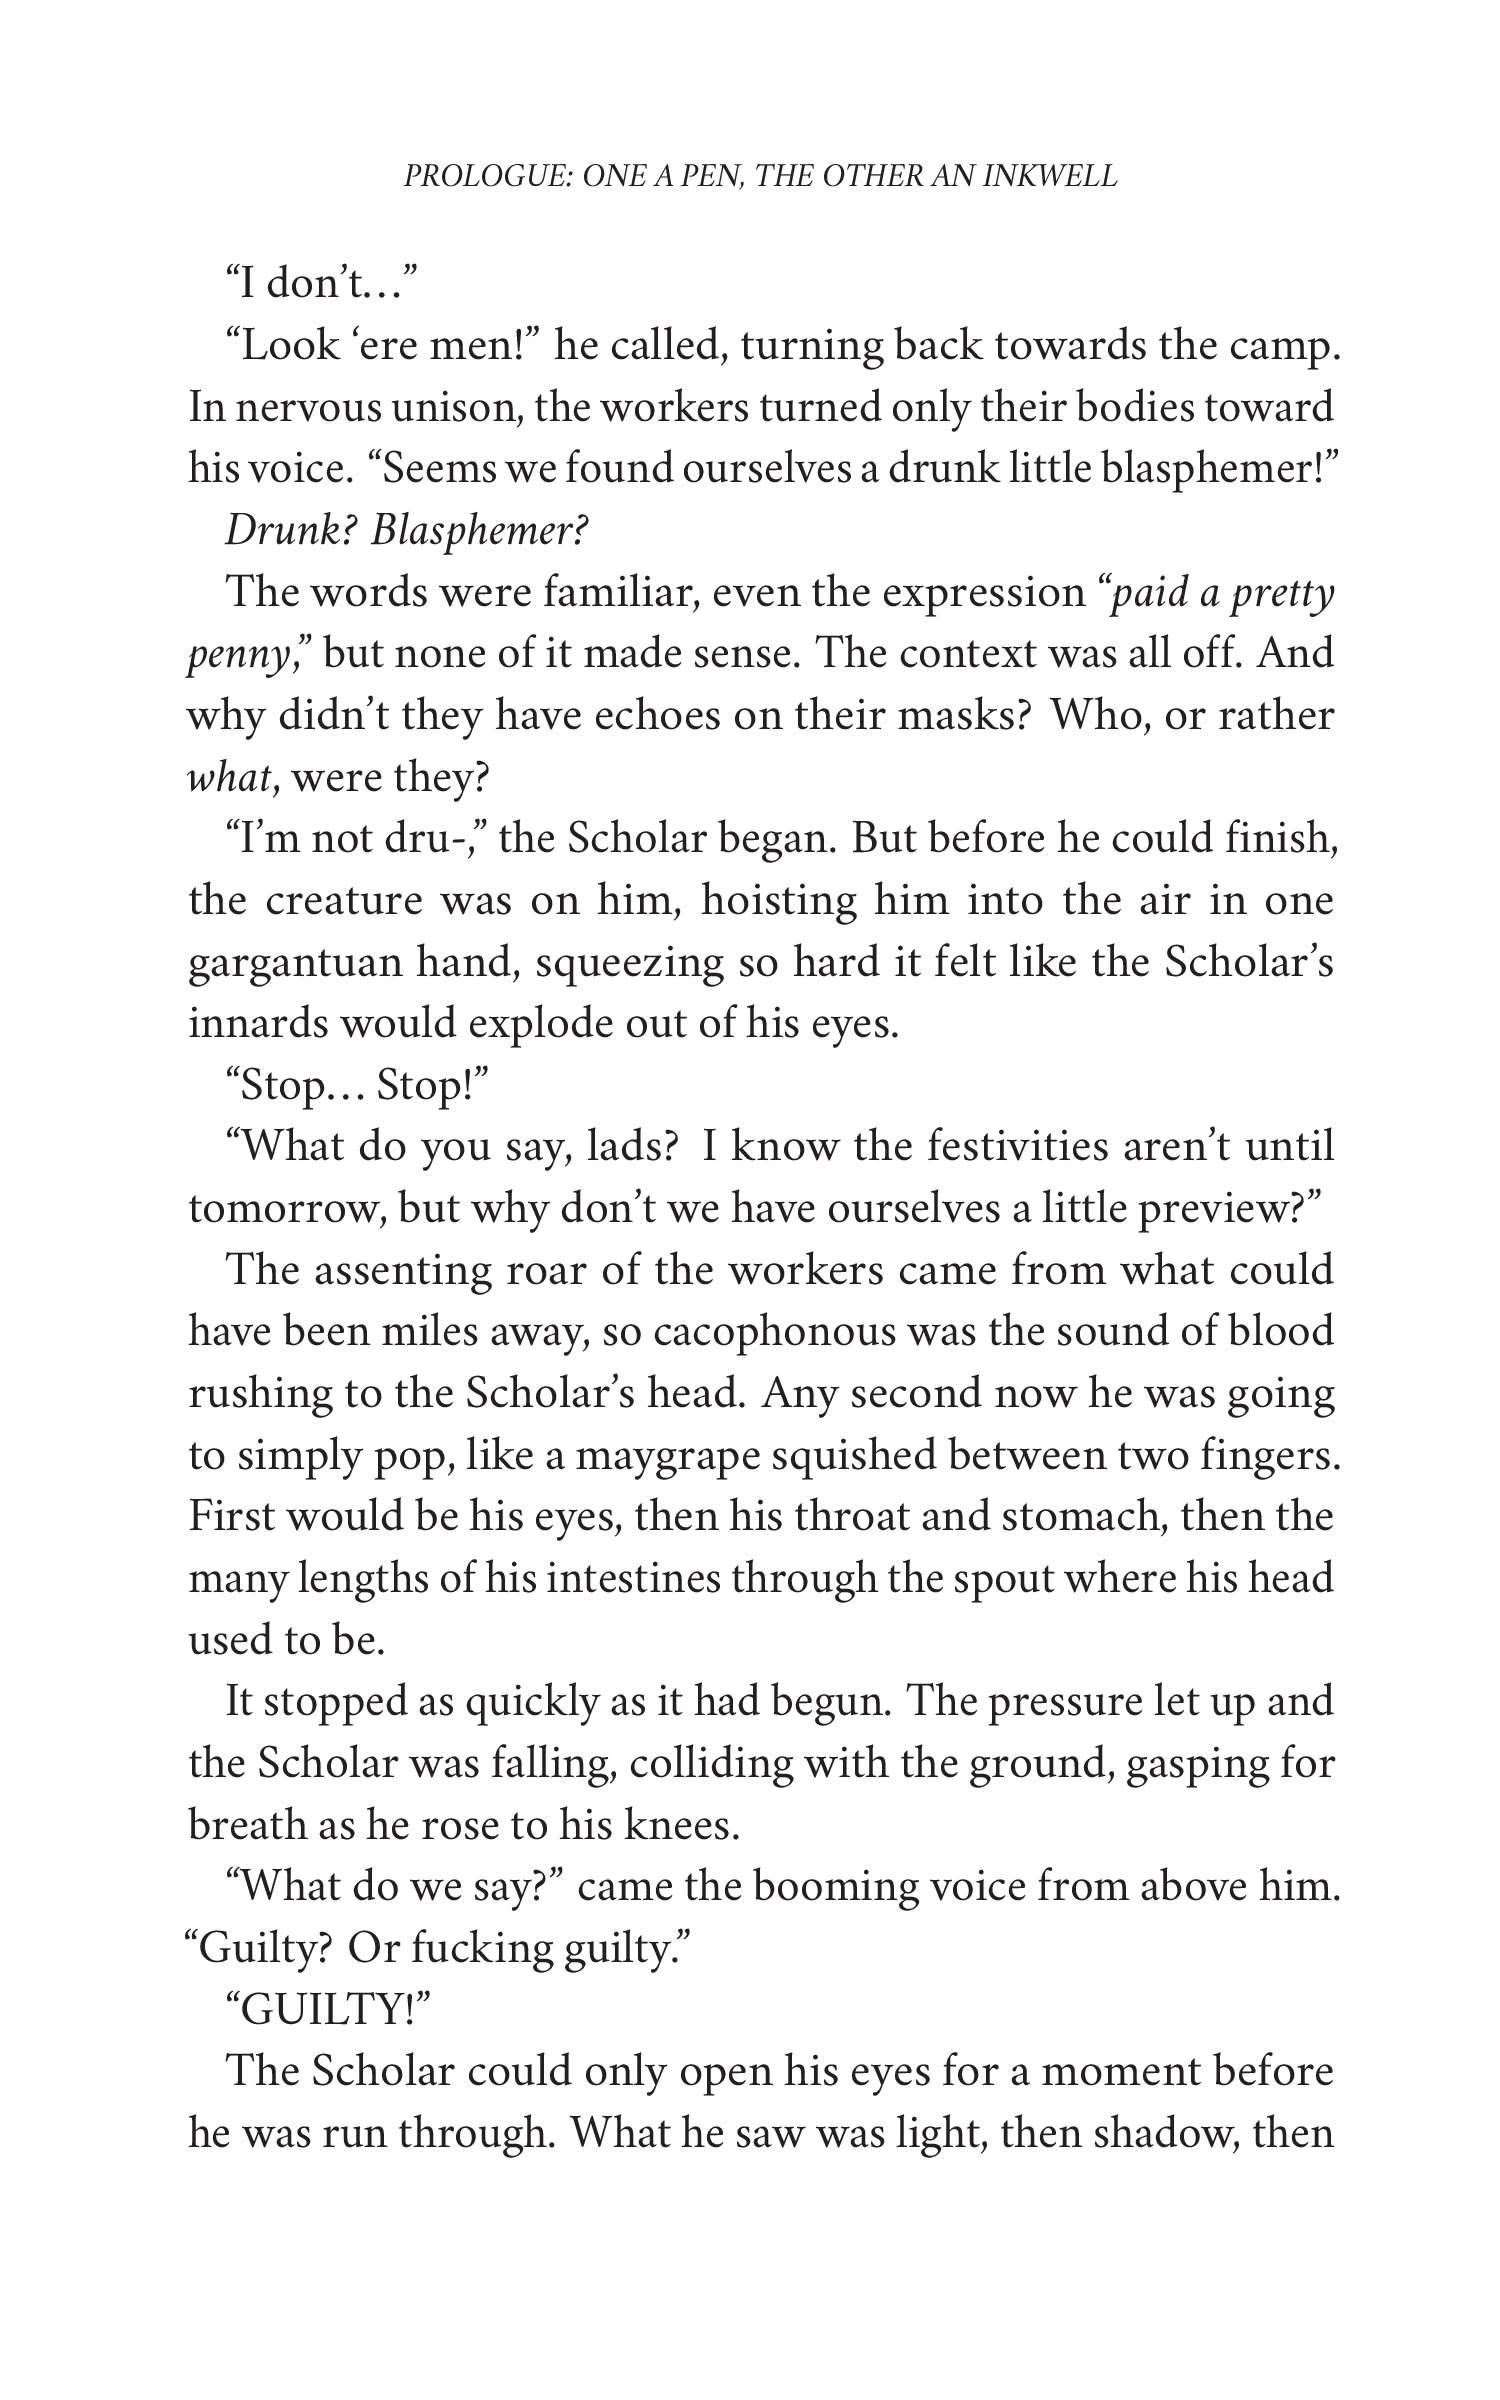 PROLOGUE: ONE A PEN, THE OTHER AN INKWELL
“I don’t…”
“Look ‘ere men!” he called, turning back towards the camp.
In nervous unison, the workers turned only their bodies toward
his voice. “Seems we found ourselves a drunk little blasphemer!”
Drunk? Blasphemer?
The words were familiar, even the expression “paid a pretty
penny,” but none of it made sense. The context was all off. And
why didn’t they have echoes on their masks? Who, or rather
what, were they?
“I’m not dru-,” the Scholar began. But before he could finish,
the creature was on him, hoisting him into the air in one
gargantuan hand, squeezing so hard it felt like the Scholar’s
innards would explode out of his eyes.
“Stop… Stop!”
“What do you say, lads? I know the festivities aren’t until
tomorrow, but why don’t we have ourselves a little preview?”
The assenting roar of the workers came from what could
have been miles away, so cacophonous was the sound of blood
rushing to the Scholar’s head. Any second now he was going
to simply pop, like a maygrape squished between two fingers.
First would be his eyes, then his throat and stomach, then the
many lengths of his intestines through the spout where his head
used to be.
It stopped as quickly as it had begun. The pressure let up and
the Scholar was falling, colliding with the ground, gasping for
breath as he rose to his knees.
“What do we say?” came the booming voice from above him.
“Guilty? Or fucking guilty.”
“GUILTY!”
The Scholar could only open his eyes for a moment before
he was run through. What he saw was light, then shadow, then